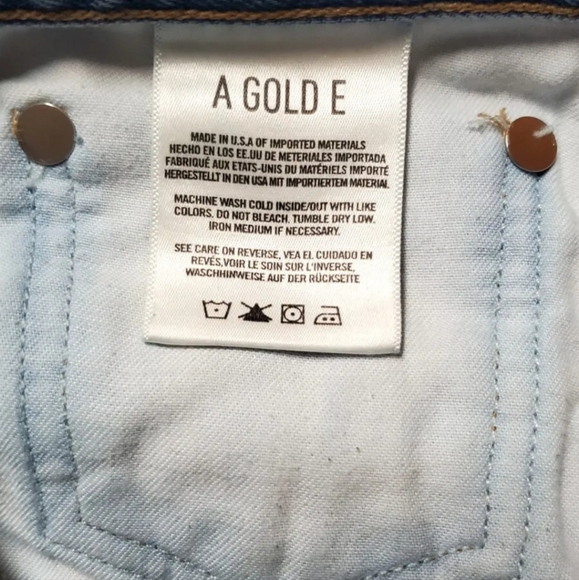 A GOLD E
MADE IN U.S.A OF IMPORTED MATERIALS
HECHO EN LOS EE.UU DE METERIALES IMPORTADA
FABRIQUÉ AUX ETATS-UNIS DU MATÉRIELS IMPORTÉ
HERGESTELLT IN DEN USA MIT IMPORTIERTEM MATERIAL
MACHINE WASH COLD INSIDE/OUT WITH LIKE
COLORS. DO NOT BLEACH, TUMBLE DRY LOW.
IRON MEDIUM IF NECESSARY.
SEE CARE ON REVERSE, VEA EL CUIDADO EN
REVÉS,VOIR LE SOIN SUR L'INVERSE,
WASCHHINWEISE AUF DER RÜCKSEITE